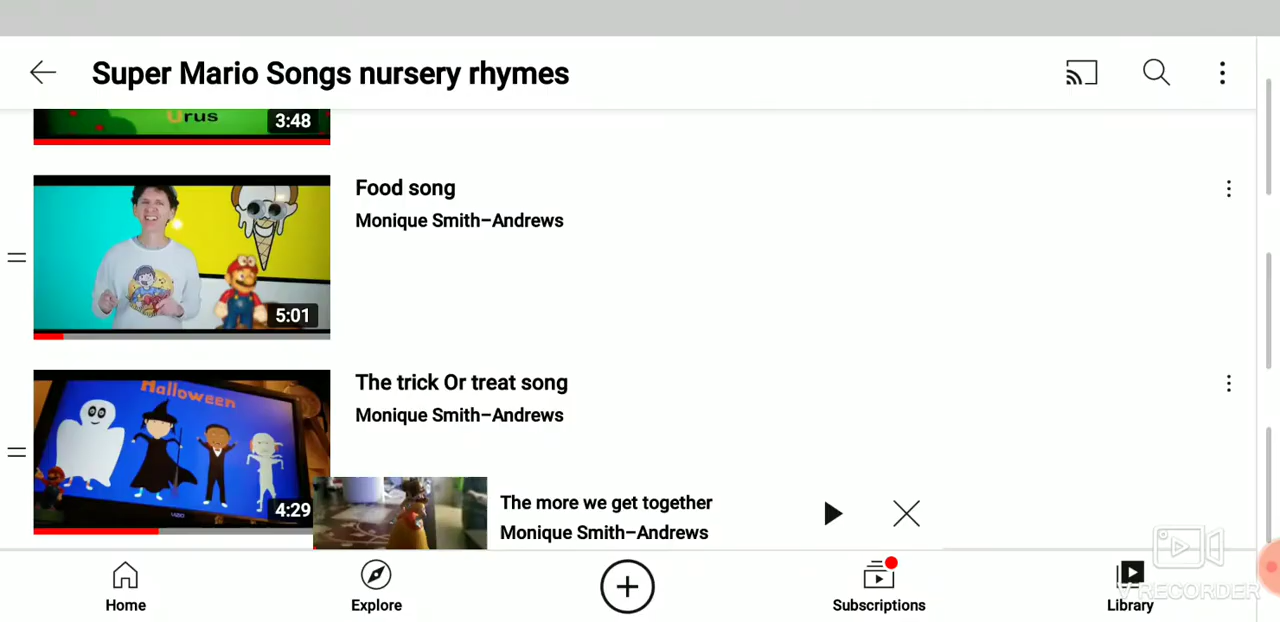 Super Mario Songs nursery rhymes
Urus
3:48
Food song
Monique Smith-Andrews
5:01
The trick Or treat song
Monique Smith-Andrews
Halloween
VIZIO
4:29
The more we get together
Monique Smith-Andrews
Home
Explore
Subscriptions
Library
V RECORDER